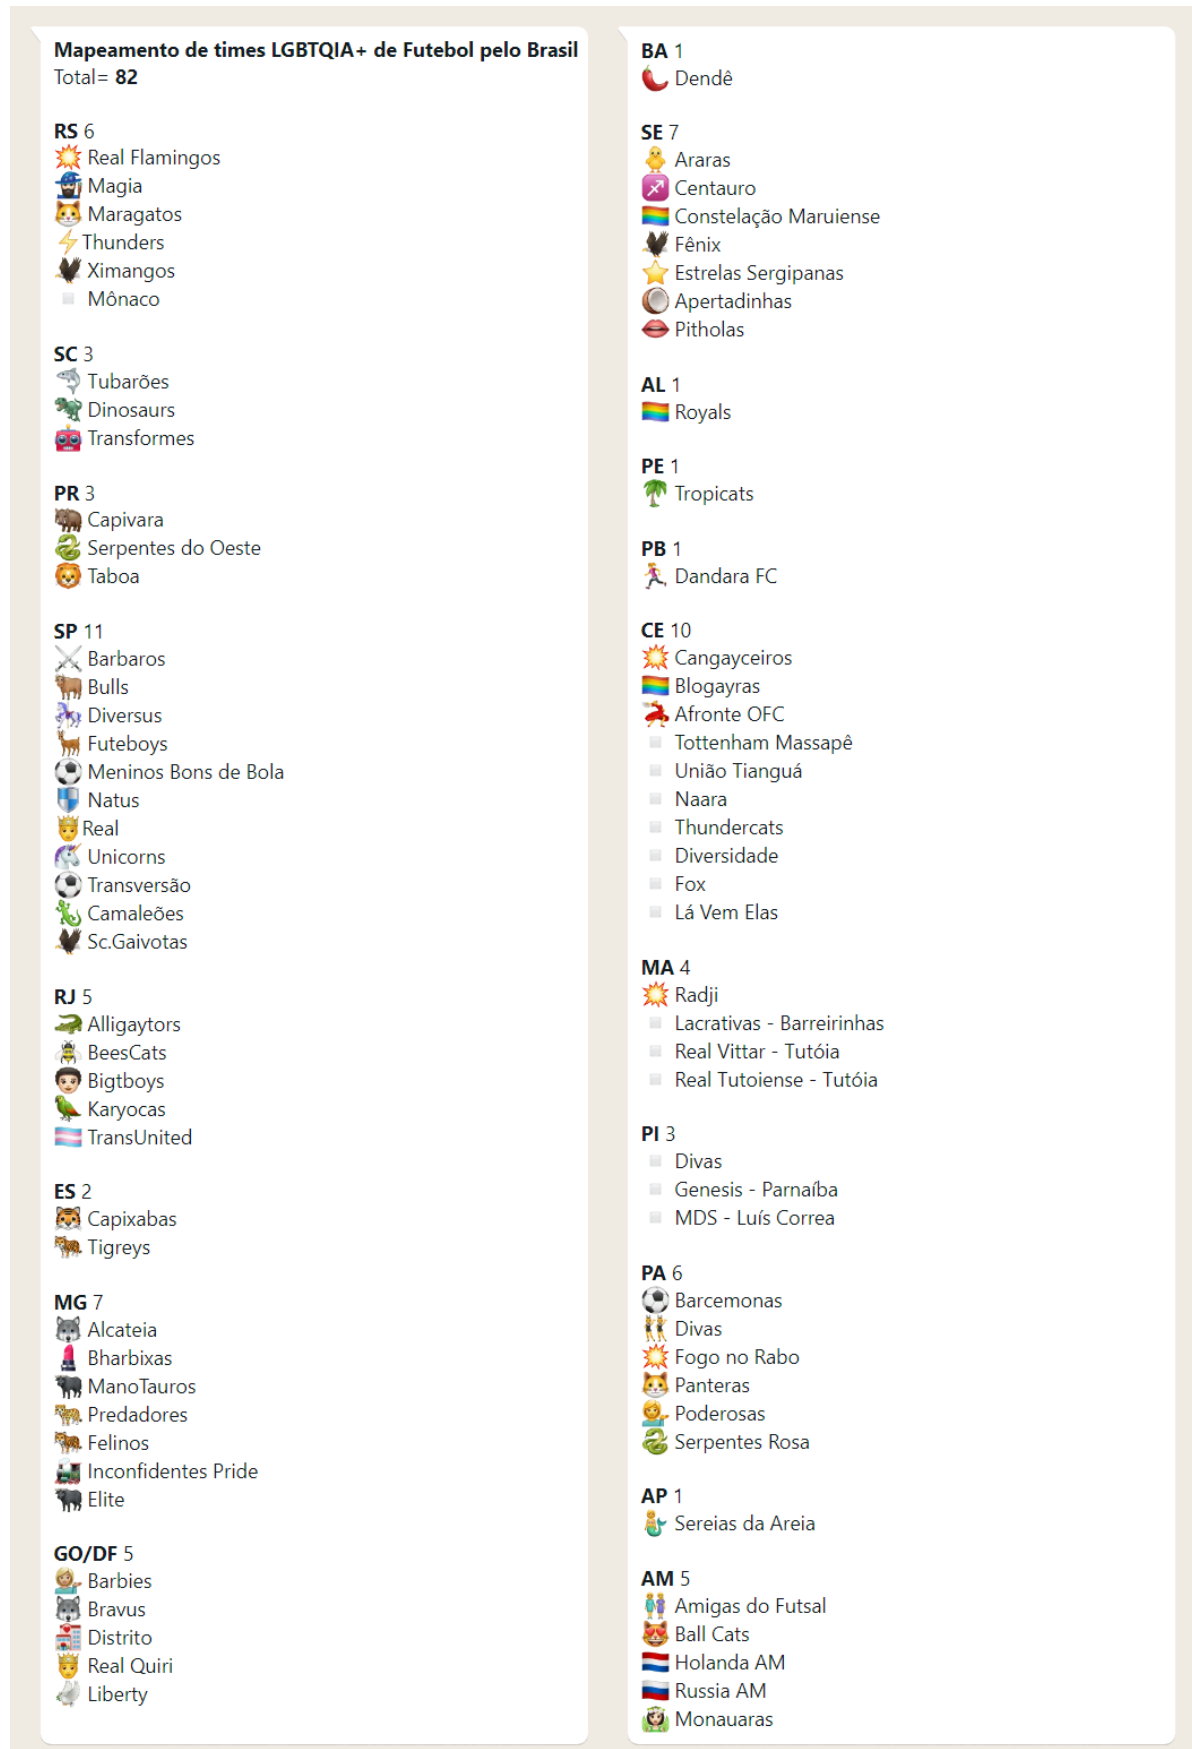 Mapeamento de times LGBTQIA+ de Futebol pelo Brasil
Total= 82
RS 6
💥 Real Flamingos
🧙🏻‍♂️ Magia
🐱 Maragatos
⚡Thunders
🦅 Ximangos
▫️ Mônaco
SC 3
🦈 Tubarões
🦖 Dinosaurs
🤖 Transformes
PR 3
🦛 Capivara
🐍 Serpentes do Oeste
🦁 Taboa
SP 11
⚔️ Barbaros
🐂 Bulls
🎠 Diversus
🦌 Futeboys
⚽ Meninos Bons de Bola
🛡️ Natus
🤴Real
🦄 Unicorns
⚽ Transversão
🦎 Camaleões
🦅 Sc.Gaivotas
RJ 5
🐊 Alligaytors
🐝 BeesCats
👨🏻‍🦱 Bigtboys
🦜 Karyocas
🏳️‍⚧️ TransUnited
ES 2
🐯 Capixabas
🐅 Tigreys
MG 7
🐺 Alcateia
💄 Bharbixas
🐃 ManoTauros
🐆 Predadores
🐅 Felinos
🚂 Inconfidentes Pride
🐃 Elite
GO/DF 5
💁🏼‍♀️ Barbies
🐺 Bravus
🏩 Distrito
🤴 Real Quiri
🕊️ Liberty
BA 1
🌶️ Dendê
SE 7
🐥 Araras
♐ Centauro
🏳️‍🌈 Constelação Maruiense
🦅 Fênix
⭐ Estrelas Sergipanas
🥥 Apertadinhas
👄 Pitholas
AL 1
🏳️‍🌈 Royals
PE 1
🌴 Tropicats
PB 1
🏃‍♀️ Dandara FC
CE 10
💥 Cangayceiros
🏳️‍🌈 Blogayras
💃 Afronte OFC
▫️ Tottenham Massapê
▫️ União Tianguá
▫️ Naara
▫️ Thundercats
▫️ Diversidade
▫️ Fox
▫️ Lá Vem Elas
MA 4
💥 Radji
▫️ Lacrativas - Barreirinhas
▫️ Real Vittar - Tutóia
▫️ Real Tutoiense - Tutóia
PI 3
▫️ Divas
▫️ Genesis - Parnaíba
▫️ MDS - Luís Correa
PA 6
⚽ Barcemonas
👯 Divas
💥 Fogo no Rabo
🐱 Panteras
💁‍♀️ Poderosas
🐍 Serpentes Rosa
AP 1
🧜‍♀️ Sereias da Areia
AM 5
👭 Amigas do Futsal
😻 Ball Cats
🇳🇱 Holanda AM
🇷🇺 Russia AM
👰🏻 Monauaras